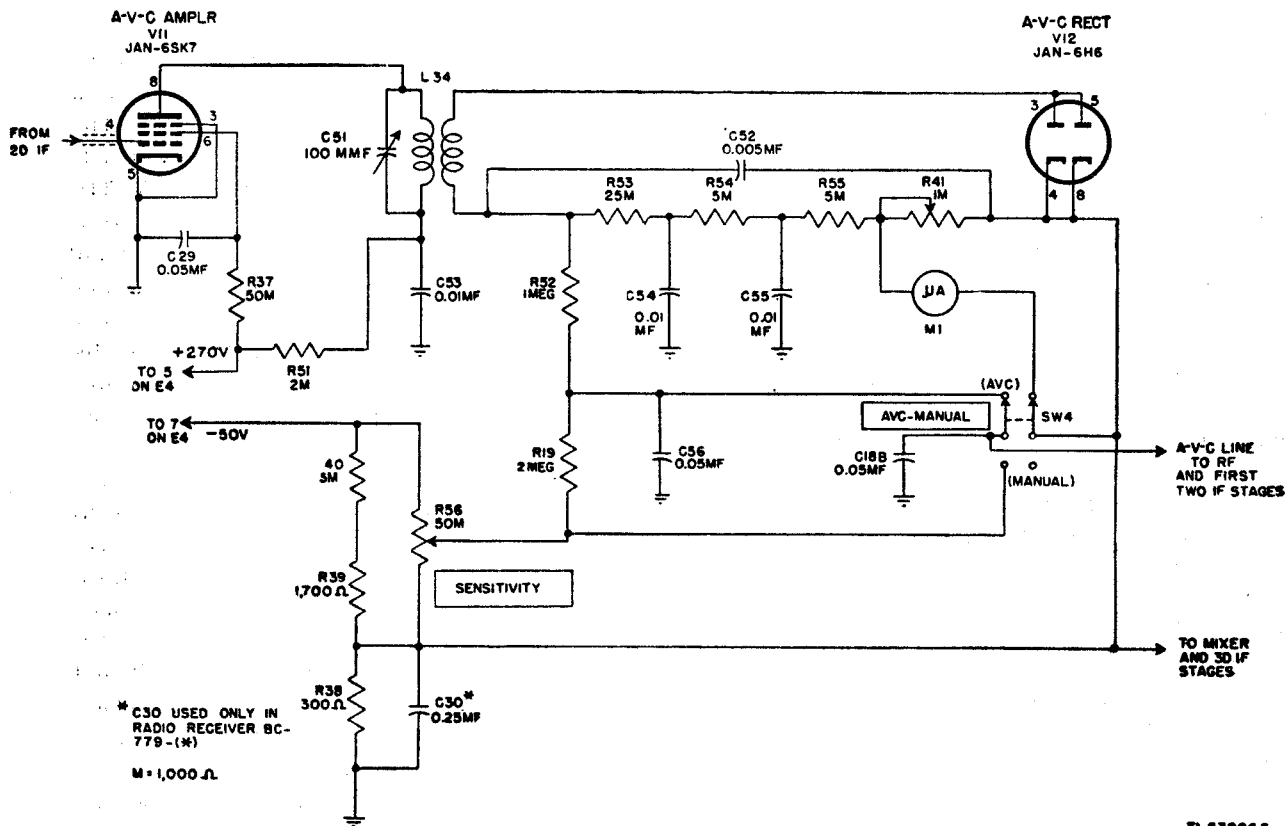 A-V-C AMPLR
V11
JAN-6SK7
A-V-C RECT
V12
JAN-6H6
8
L 34
3
4
6
5
FROM
2D IF
C51
100 MMF
C52
0.005MF
3
5
4
8
R53
25M
R54
5M
R55
5M
R41
1M
C29
0.05MF
R37
50M
C53
0.01MF
R52
1MEG
C54
0.01
MF
C55
0.01
MF
UA
M1
+270V
TO 5
ON E4
R51
2M
TO 7
ON E4
-50V
(AVC)
AVC-MANUAL
SW4
40
5M
R19
2MEG
C56
0.05MF
C18B
0.05MF
(MANUAL)
A-V-C LINE
TO RF
AND FIRST
TWO IF STAGES
R56
50M
R39
1,700Ω
SENSITIVITY
TO MIXER
AND 3D IF
STAGES
R38
300Ω
C30*
0.25MF
* C30 USED ONLY IN
RADIO RECEIVER BC-
779-(*)
M=1,000 Ω